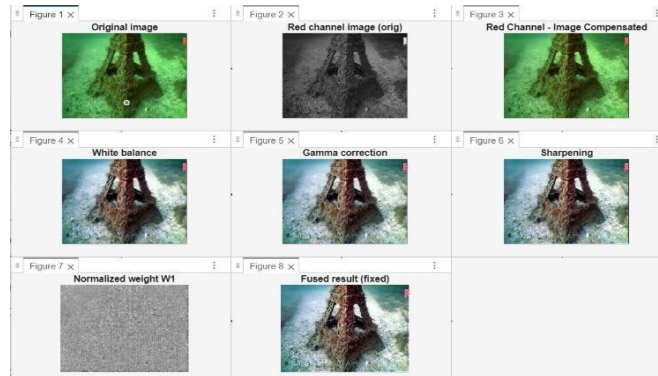 Figure 1 ×
Original image
Figure 2 ×
Red channel image (orig)
Figure 3 ×
Red Channel - Image Compensated
Figure 4 ×
White balance
Figure 5 ×
Gamma correction
Figure 6 ×
Sharpening
Figure 7 ×
Normalized weight W1
Figure 8 ×
Fused result (fixed)